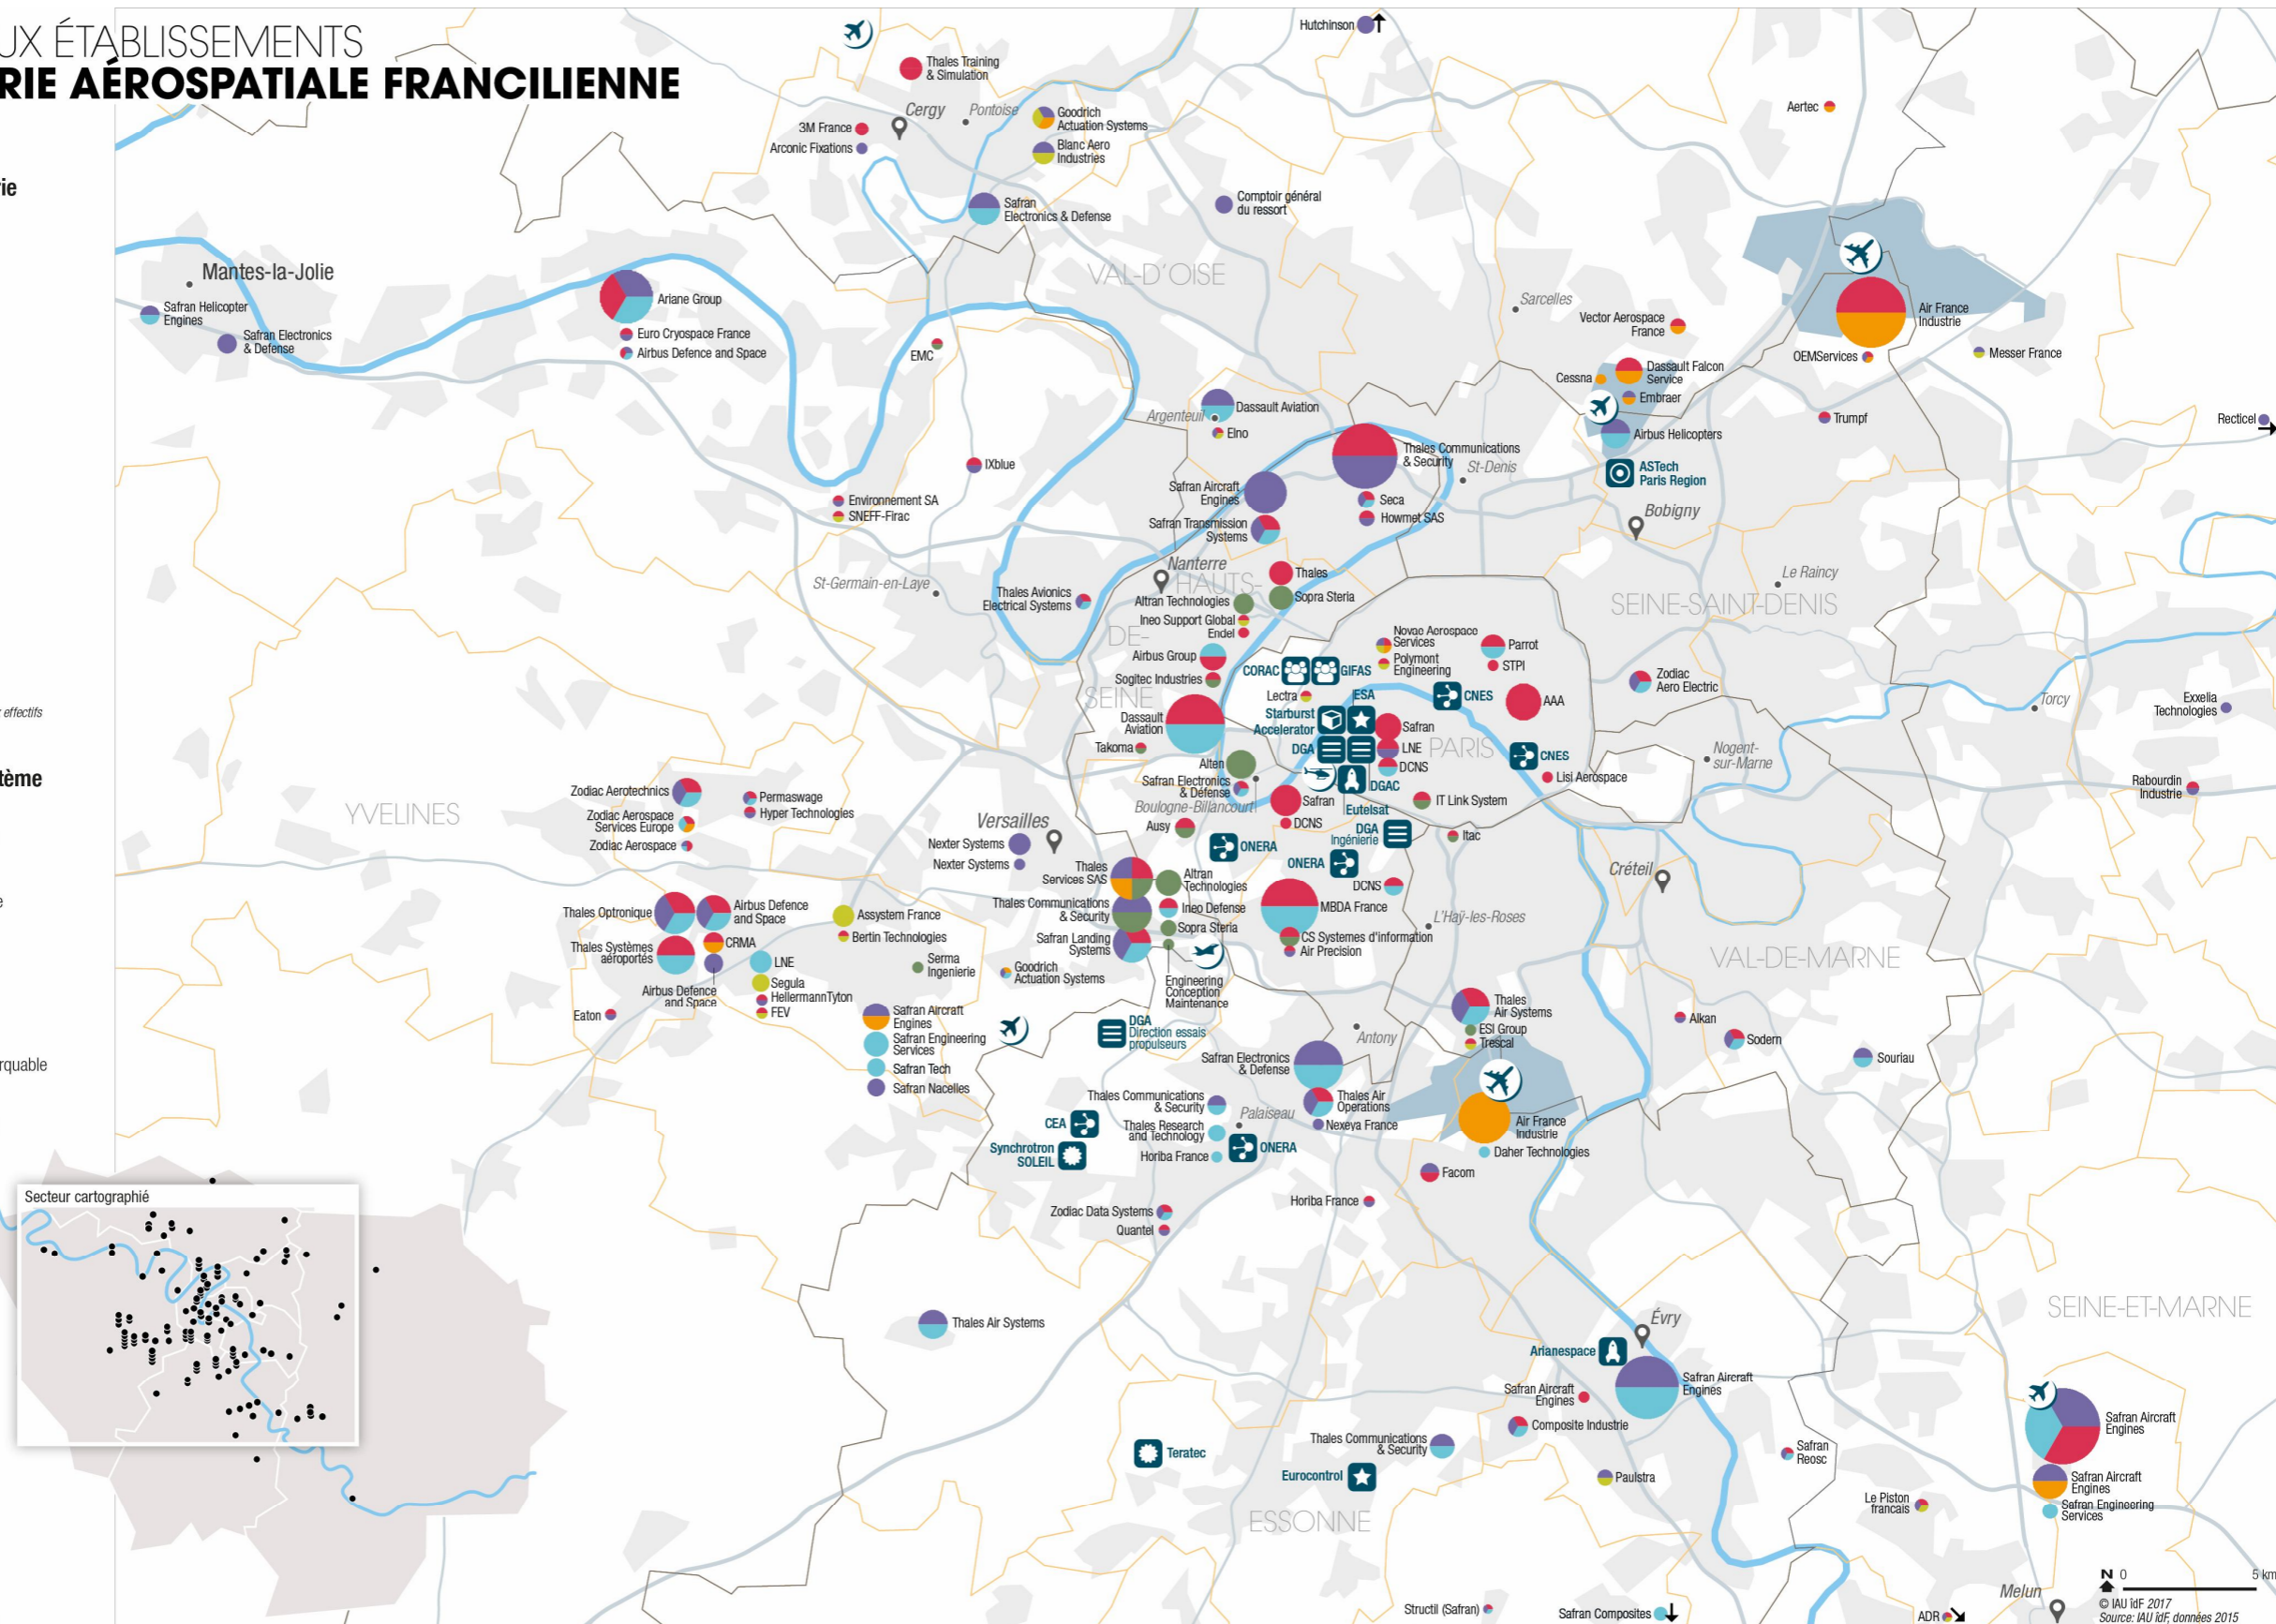 UX ÉTABLISSEMENTS
RIE AÉROSPATIALE FRANCILIENNE
rie
effectifs
tème
e
rquable
Hutchinson
Thales Training
& Simulation
Cergy
Pontoise
3M France
Arconic Fixations
Goodrich
Actuation Systems
Blanc Aero
Industries
Aertec
Safran
Electronics & Defense
Comptoir général
du ressort
VAL-D'OISE
Mantes-la-Jolie
Safran Helicopter
Engines
Safran Electronics
& Defense
Ariane Group
Euro Cryospace France
Airbus Defence and Space
EMC
Sarcelles
Vector Aerospace
France
Air France
Industrie
OEMServices
Messer France
Cessna
Dassault Falcon
Service
Embraer
Airbus Helicopters
Trumpf
Recticel
Argenteuil
Dassault Aviation
Elno
Thales Communications
& Security
St-Denis
ASTech
Paris Region
IXblue
Environnement SA
SNEFF-Firac
Safran Aircraft
Engines
Safran Transmission
Systems
Seca
Howmet SAS
Bobigny
Nanterre
HAUTS-
DE-
SEINE
St-Germain-en-Laye
Thales Avionics
Electrical Systems
Thales
Sopra Steria
Altran Technologies
Ineo Support Global
Endel
Le Raincy
SEINE-SAINT-DENIS
Airbus Group
Sogitec Industries
CORAC
GIFAS
Novae Aerospace
Services
Polymont
Engineering
Parrot
STPI
Zodiac
Aero Electric
Lectra
IESA
CNES
AAA
Torcy
Exxelia
Technologies
Dassault
Aviation
Takoma
Starburst
Accelerator
Safran
DGA
LNE
DCNS
PARIS
CNES
Lisi Aerospace
Nogent-
sur-Marne
Rabourdin
Industrie
Alten
Safran Electronics
& Défense
Boulogne-Billancourt
DGAC
Eutelsat
Safran
DCNS
IT Link System
Ausy
ONERA
DGA
Ingénierie
Itac
ONERA
Créteil
YVELINES
Zodiac Aerotechnics
Zodiac Aerospace
Services Europe
Zodiac Aerospace
Permaswage
Hyper Technologies
Versailles
Nexter Systems
Nexter Systems
Thales
Services SAS
Altran
Technologies
DCNS
Thales Communications
& Security
Ineo Defense
Sopra Steria
Safran Landing
Systems
MBDA France
CS Systemes d'information
Air Precision
L'Haÿ-les-Roses
Thales Optronique
Airbus Defence
and Space
Assystem France
Bertin Technologies
Thales Systèmes
aéroportés
CRMA
Airbus Defence
and Space
LNE
Segula
HellermannTyton
FEV
Eaton
Serma
Ingenierie
Goodrich
Actuation Systems
Engineering
Conception
Maintenance
VAL-DE-MARNE
Safran Aircraft
Engines
Safran Engineering
Services
Safran Tech
Safran Nacelles
DGA
Direction essais
propulseurs
Antony
Thales
Air Systems
ESI Group
Trescal
Alkan
Sodern
Souriau
Safran Electronics
& Defense
Thales Air
Operations
Nexeya France
Thales Communications
& Security
Thales Research
and Technology
Horiba France
Palaiseau
ONERA
CEA
Synchrotron
SOLEIL
Air France
Industrie
Daher Technologies
Facom
Horiba France
Zodiac Data Systems
Quantel
Secteur cartographié
Thales Air Systems
SEINE-ET-MARNE
Évry
Arianespace
Safran Aircraft
Engines
Safran Aircraft
Engines
Composite Industrie
Thales Communications
& Security
Teratec
Eurocontrol
Paulstra
Safran
Reosc
Le Piston
francais
Safran Aircraft
Engines
Safran Aircraft
Engines
Safran Engineering
Services
ESSONNE
Structil (Safran)
Safran Composites
ADR
Melun
N 0 5 km
© IAU îdF 2017
Source: IAU îdF, données 2015